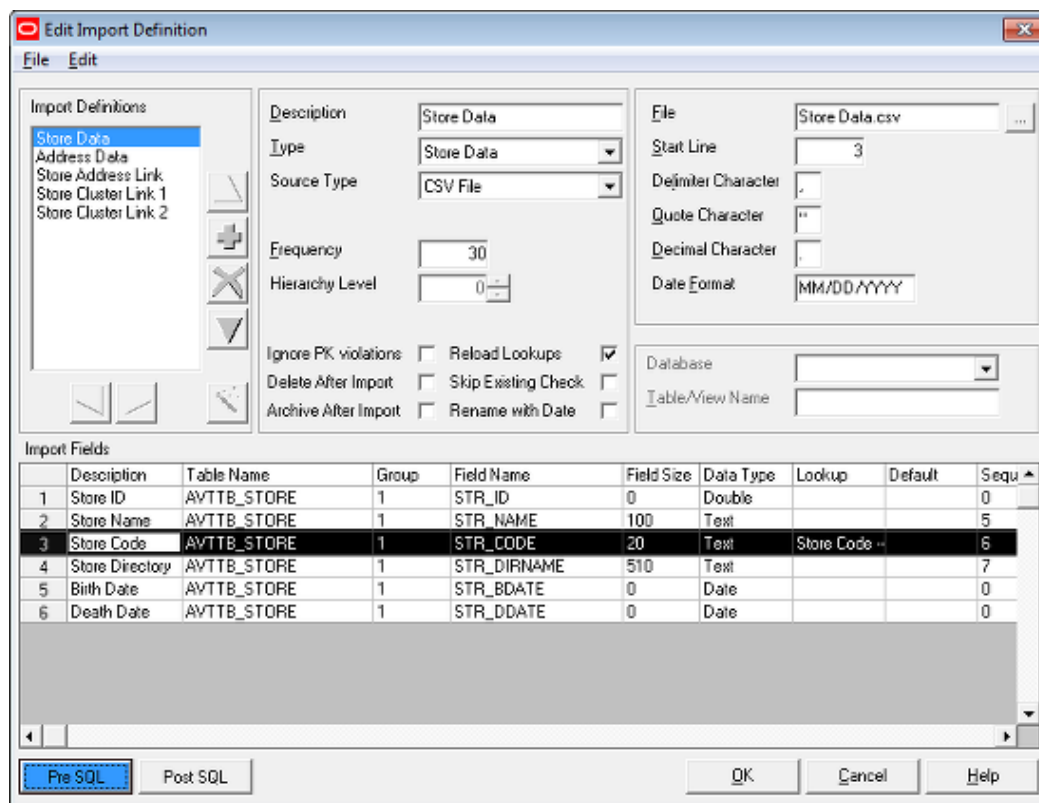 Edit Import Definition
File Edit
Import Definitions
Store Data
Address Data
Store Address Link
Store Cluster Link 1
Store Cluster Link 2
Description Store Data
Type Store Data
Source Type CSV File
Frequency 30
Hierarchy Level 0
Ignore PK violations Reload Lookups
Delete After Import Skip Existing Check
Archive After Import Rename with Date
File Store Data.csv ...
Start Line 3
Delimiter Character ,
Quote Character "
Decimal Character .
Date Format MM/DD/YYYY
Database
Table/View Name
Import Fields
Description Table Name Group Field Name Field Size Data Type Lookup Default Sequ
1 Store ID AVTTB_STORE 1 STR_ID 0 Double 0
2 Store Name AVTTB_STORE 1 STR_NAME 100 Text 5
3 Store Code AVTTB_STORE 1 STR_CODE 20 Text Store Code -- 6
4 Store Directory AVTTB_STORE 1 STR_DIRNAME 510 Text 7
5 Birth Date AVTTB_STORE 1 STR_BDATE 0 Date 0
6 Death Date AVTTB_STORE 1 STR_DDATE 0 Date 0
Pre SQL Post SQL OK Cancel Help